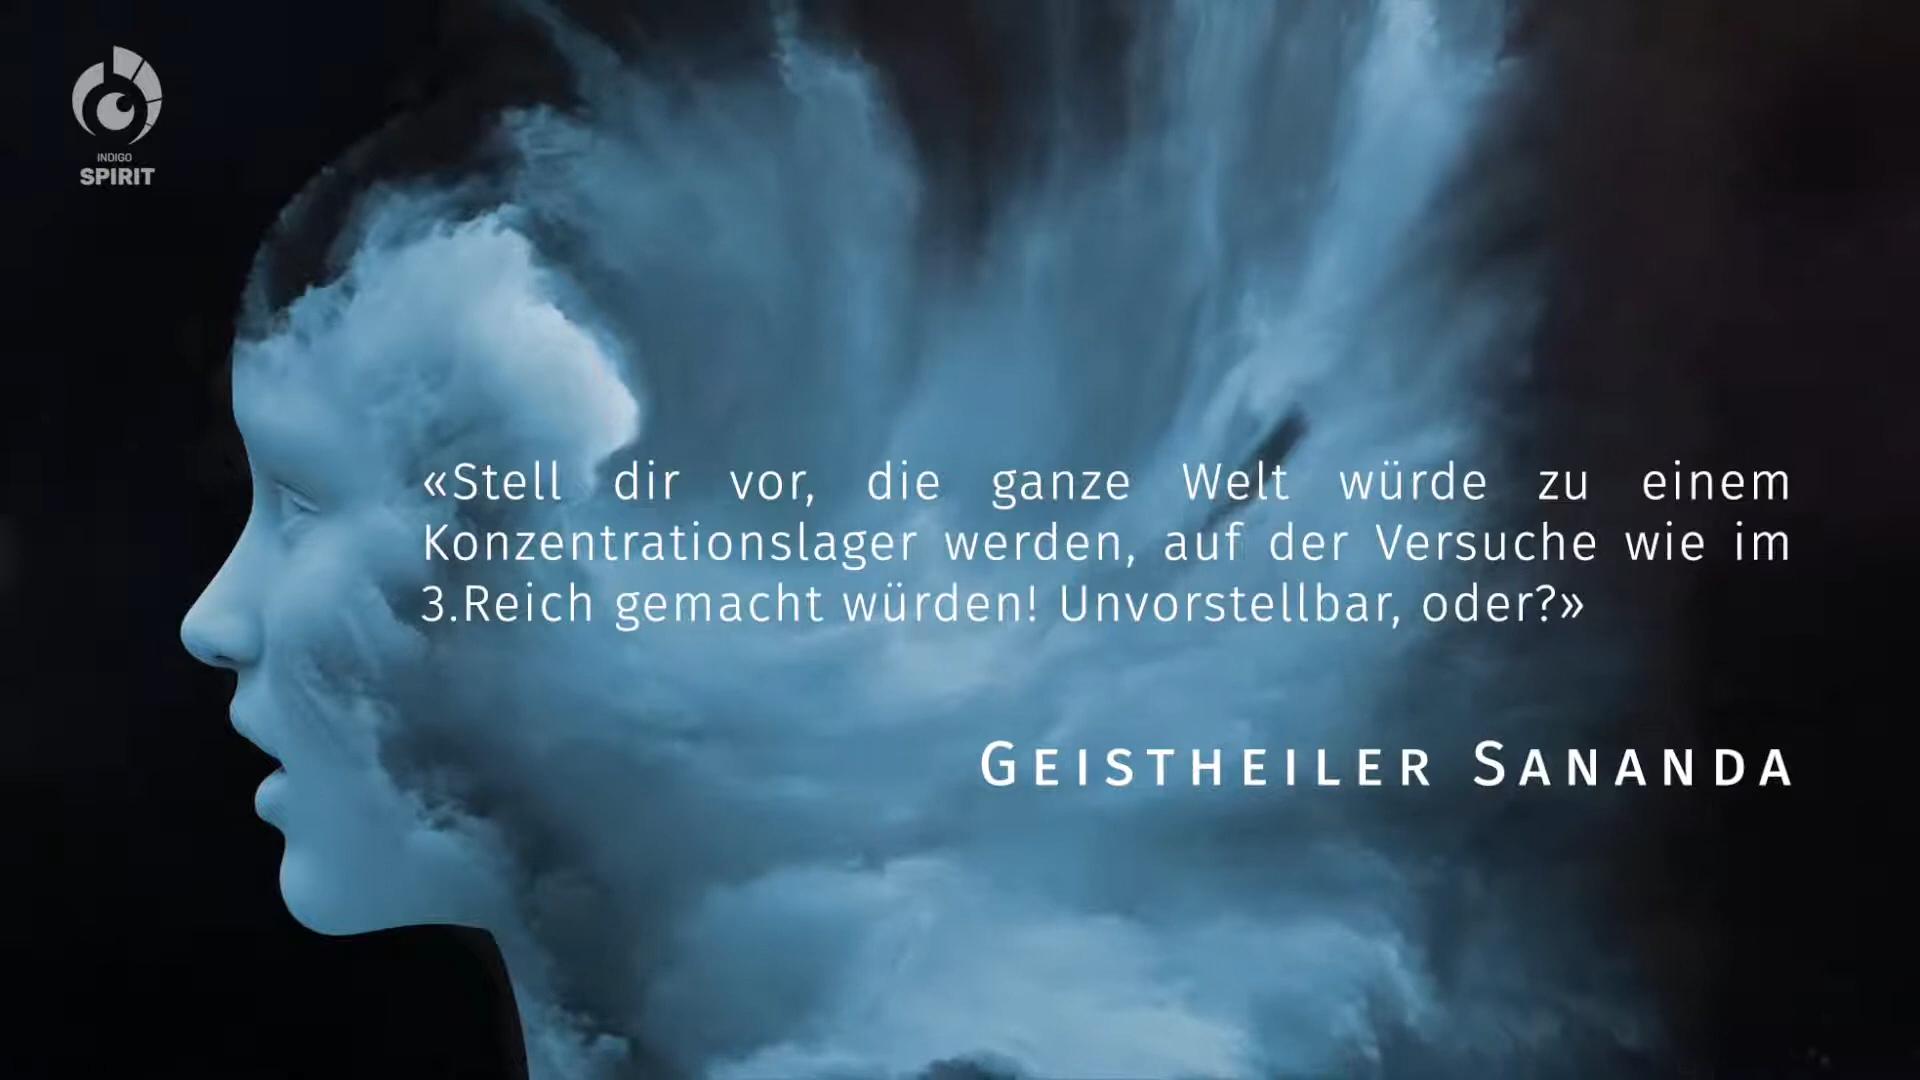 INDIGO
SPIRIT
«Stell dir vor, die ganze Welt würde zu einem
Konzentrationslager werden, auf der Versuche wie im
3.Reich gemacht würden! Unvorstellbar, oder?»
GEISTHEILER SANANDA